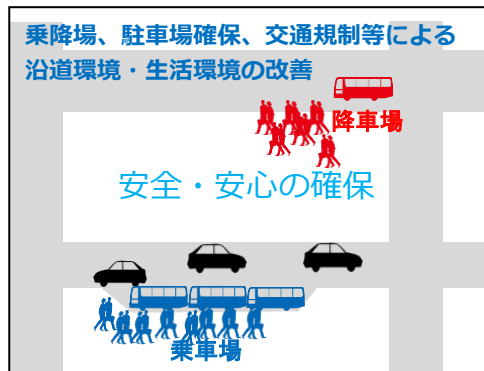 乗降場、駐車場確保、交通規制等による
沿道環境・生活環境の改善
降車場
安全・安心の確保
乗車場